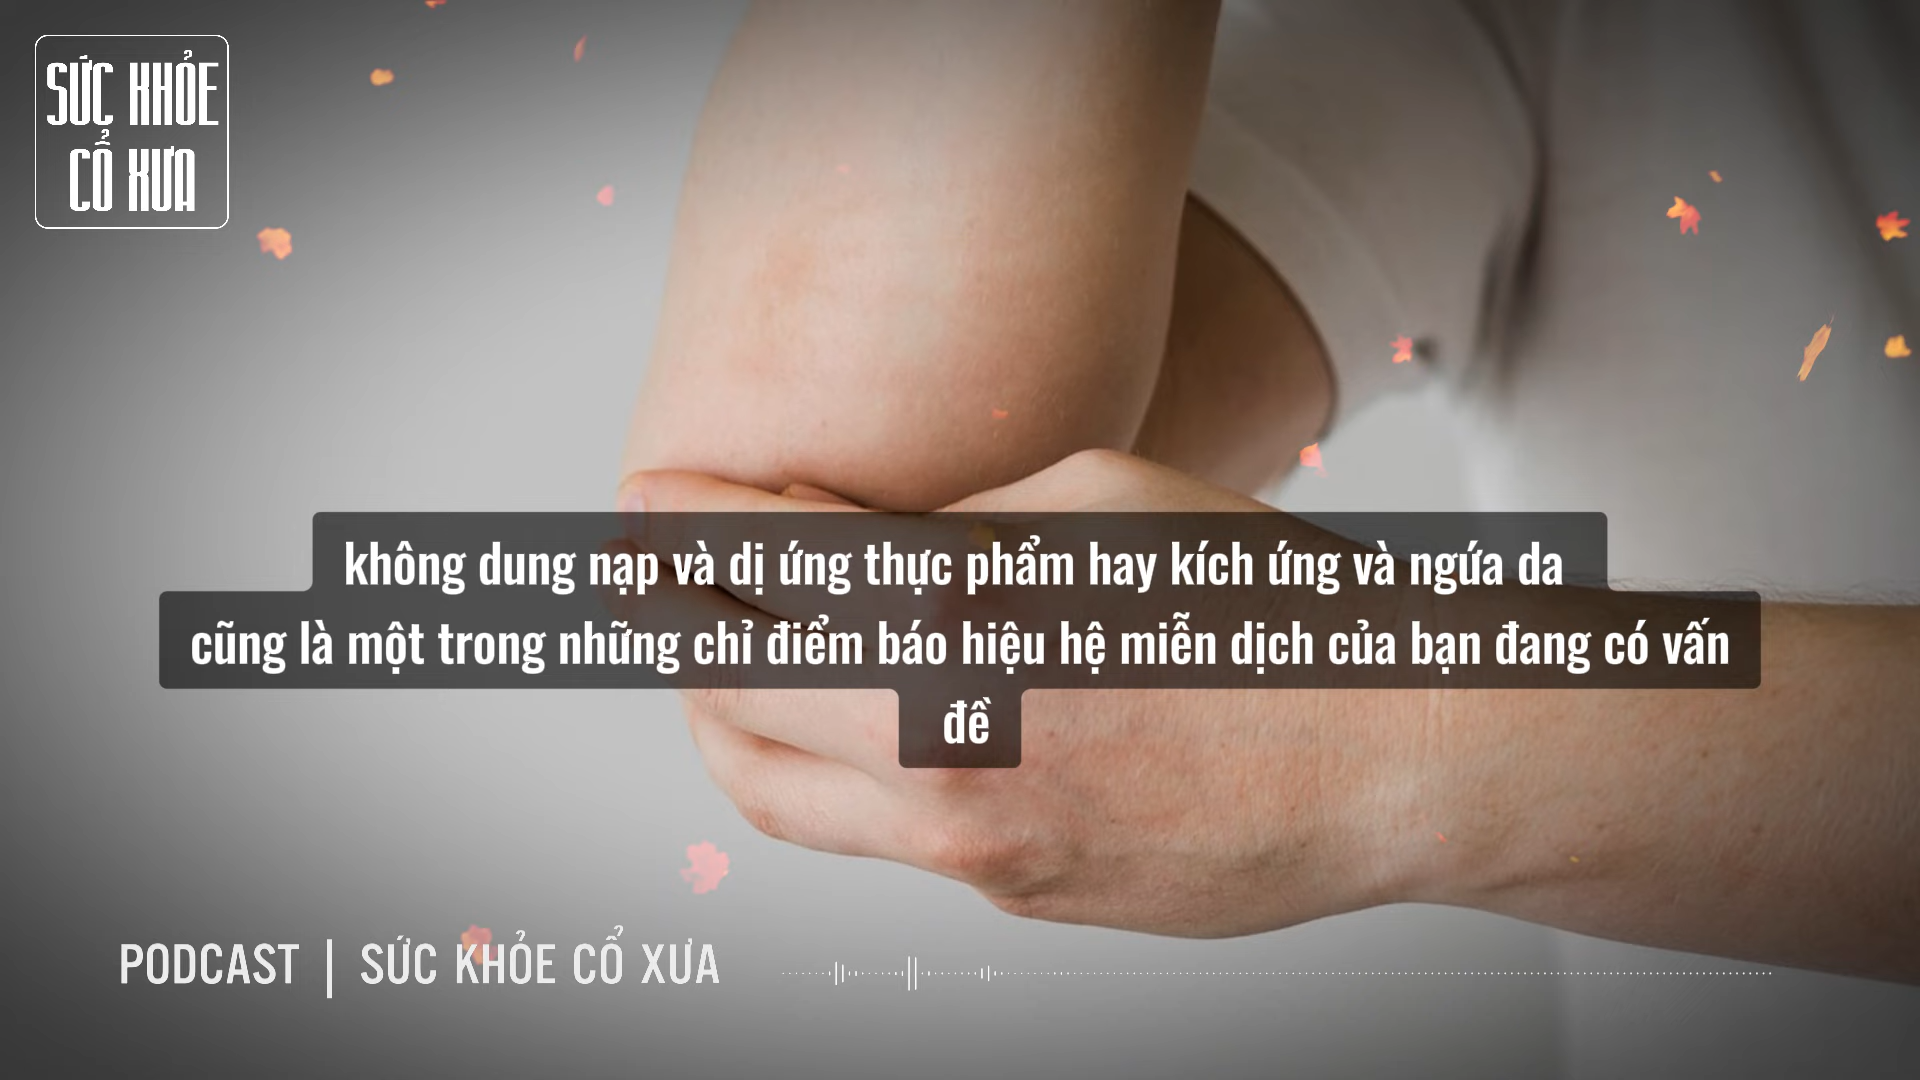 SỨC KHỎE
CỔ XƯA
không dung nạp và dị ứng thực phẩm hay kích ứng và ngứa da
cũng là một trong những chỉ điểm báo hiệu hệ miễn dịch của bạn đang có vấn
đề
PODCAST | SỨC KHỎE CỔ XƯA